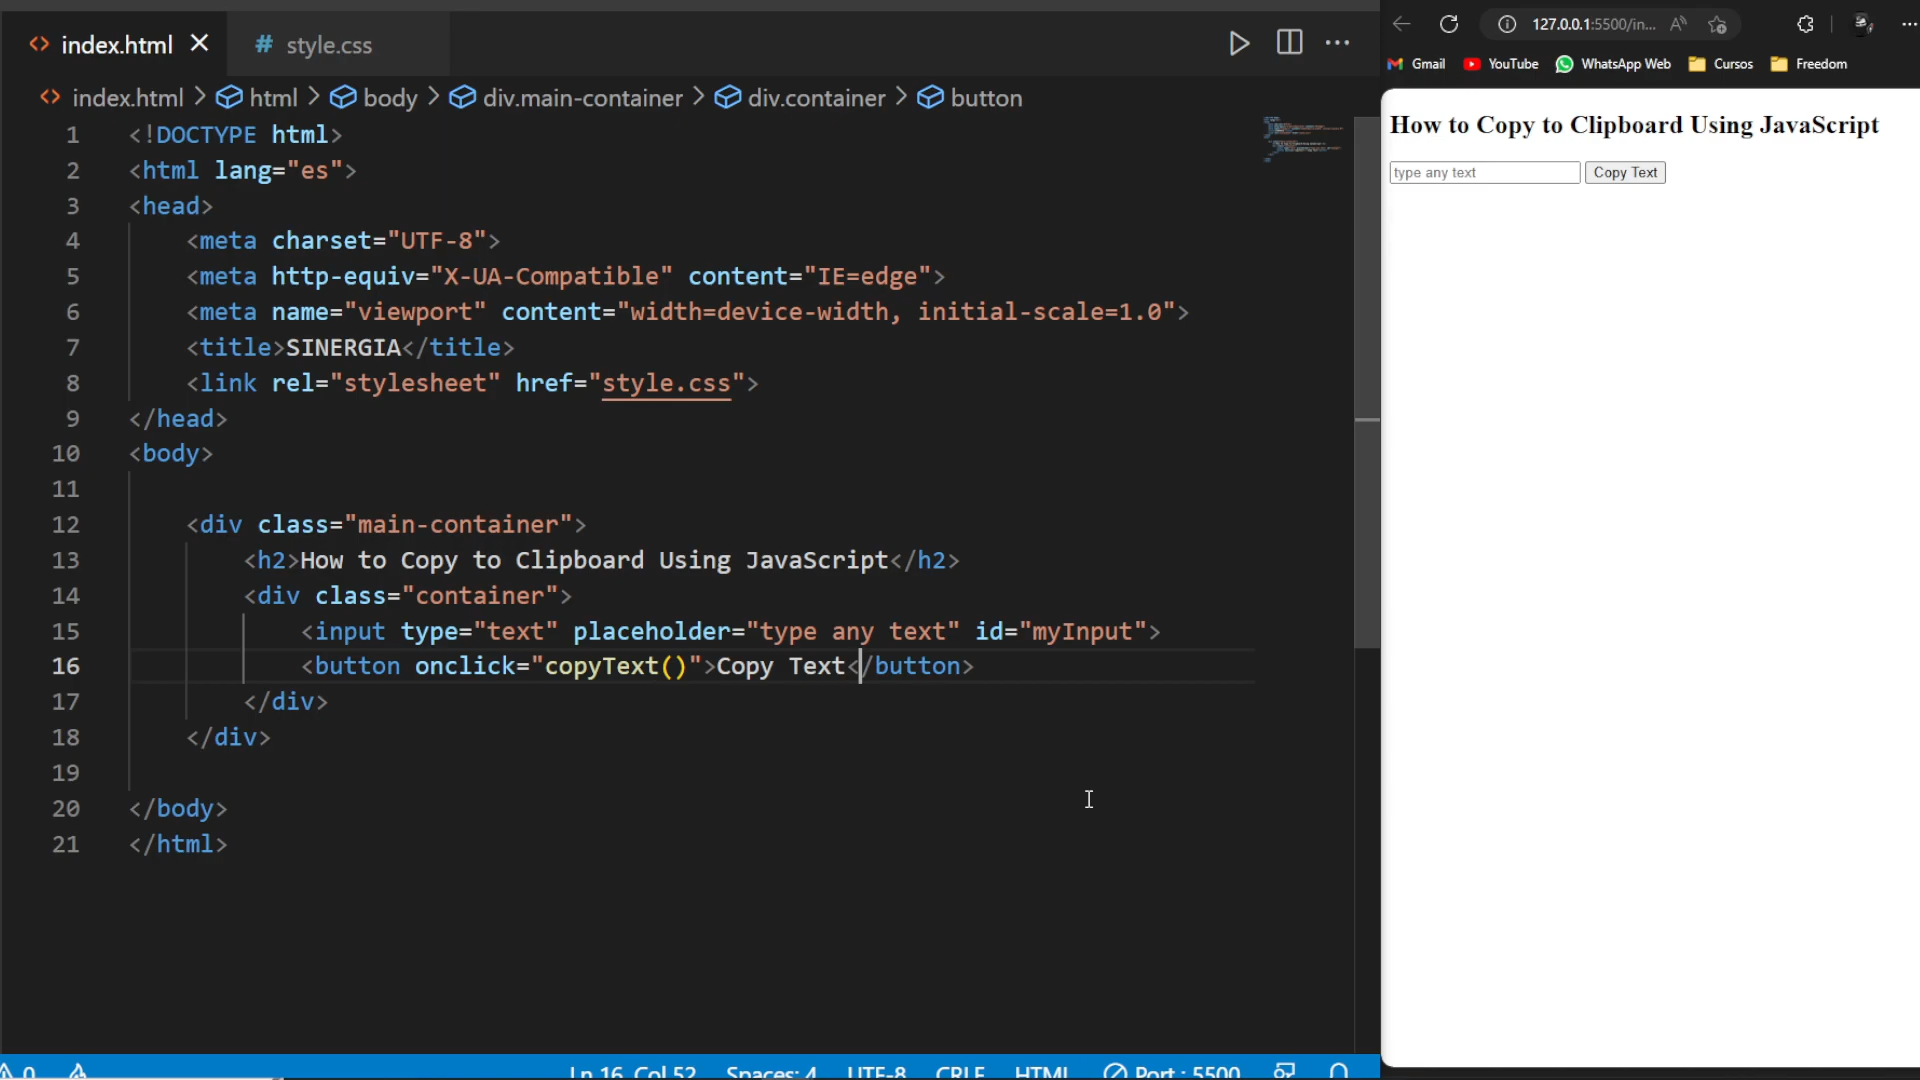 index.html
# style.css
index.html > html > body > div.main-container > div.container > button
1 <!DOCTYPE html>
2 <html lang="es">
3 <head>
4 <meta charset="UTF-8">
5 <meta http-equiv="X-UA-Compatible" content="IE=edge">
6 <meta name="viewport" content="width=device-width, initial-scale=1.0">
7 <title>SINERGIA</title>
8 <link rel="stylesheet" href="style.css">
9 </head>
10 <body>
11
12 <div class="main-container">
13 <h2>How to Copy to Clipboard Using JavaScript</h2>
14 <div class="container">
15 <input type="text" placeholder="type any text" id="myInput">
16 <button onclick="copyText()">Copy Text</button>
17 </div>
18 </div>
19
20 </body>
21 </html>
0 Ln 16, Col 52 Spaces: 4 UTF-8 CRLF HTML Port : 5500
127.0.0.1:5500/in...
Gmail YouTube WhatsApp Web Cursos Freedom
How to Copy to Clipboard Using JavaScript
type any text Copy Text